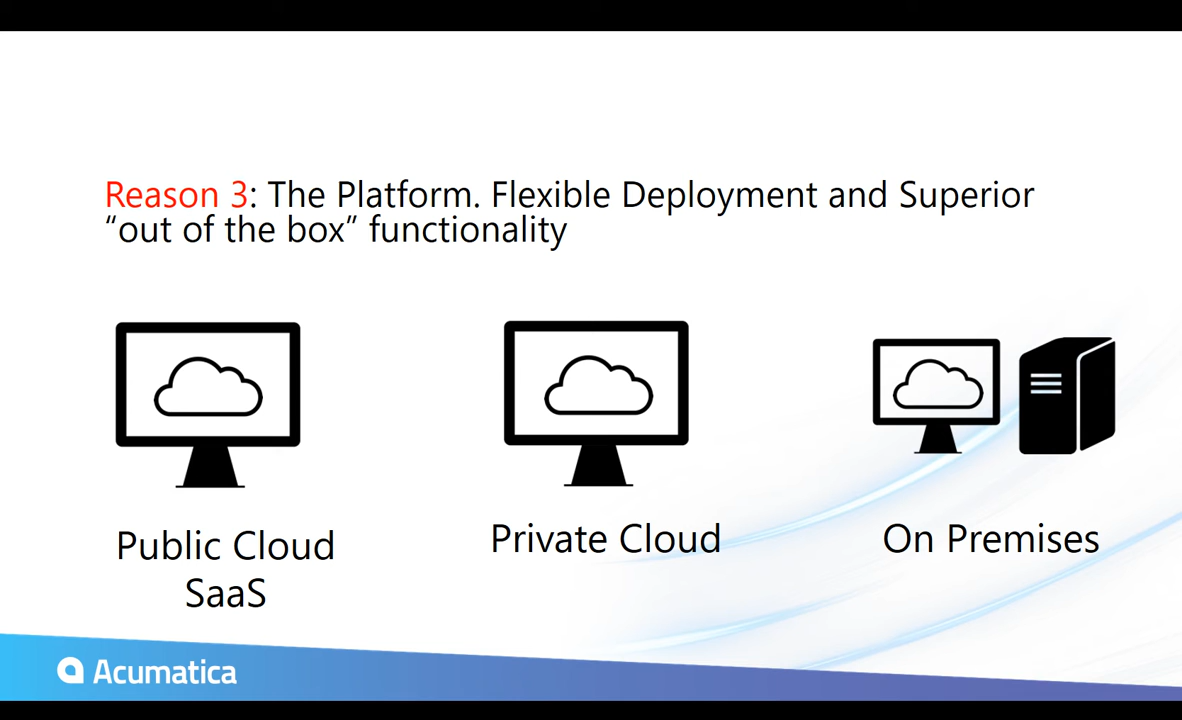 Reason 3: The Platform. Flexible Deployment and Superior
“out of the box” functionality
Public Cloud
SaaS
Private Cloud
On Premises
Acumatica